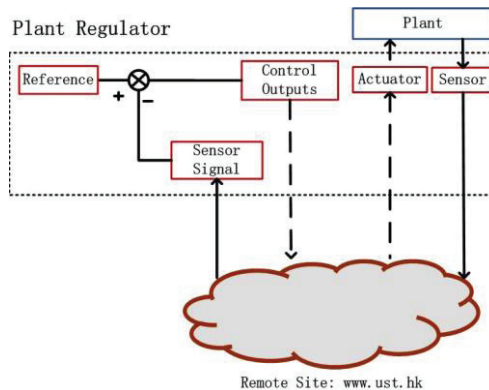 Plant Regulator
Plant
Reference
+
−
Control
Outputs
Actuator
Sensor
Sensor
Signal
Remote Site: www.ust.hk